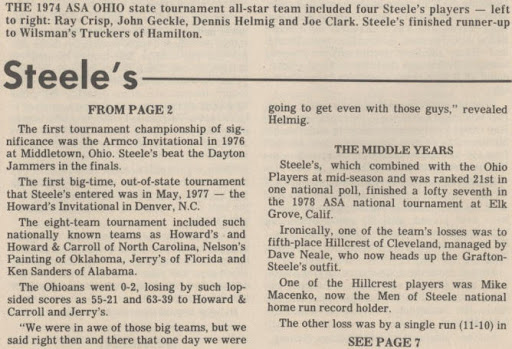 THE 1974 ASA OHIO state tournament all-star team included four Steele's players — left
to right: Ray Crisp, John Geckle, Dennis Helmig and Joe Clark. Steele's finished runner-up
to Wilsman's Truckers of Hamilton.
Steele's
FROM PAGE 2
The first tournament championship of sig-
nificance was the Armco Invitational in 1976
at Middletown, Ohio. Steele's beat the Dayton
Jammers in the finals.
The first big-time, out-of-state tournament
that Steele's entered was in May, 1977 — the
Howard's Invitational in Denver, N.C.
The eight-team tournament included such
nationally known teams as Howard's and
Howard & Carroll of North Carolina, Nelson's
Painting of Oklahoma, Jerry's of Florida and
Ken Sanders of Alabama.
The Ohioans went 0-2, losing by such lop-
sided scores as 55-21 and 63-39 to Howard &
Carroll and Jerry's.
"We were in awe of those big teams, but we
said right then and there that one day we were
going to get even with those guys," revealed
Helmig.
THE MIDDLE YEARS
Steele's, which combined with the Ohio
Players at mid-season and was ranked 21st in
one national poll, finished a lofty seventh in
the 1978 ASA national tournament at Elk
Grove, Calif.
Ironically, one of the team's losses was to
fifth-place Hillcrest of Cleveland, managed by
Dave Neale, who now heads up the Grafton-
Steele's outfit.
One of the Hillcrest players was Mike
Macenko, now the Men of Steele national
home run record holder.
The other loss was by a single run (11-10) in
SEE PAGE 7